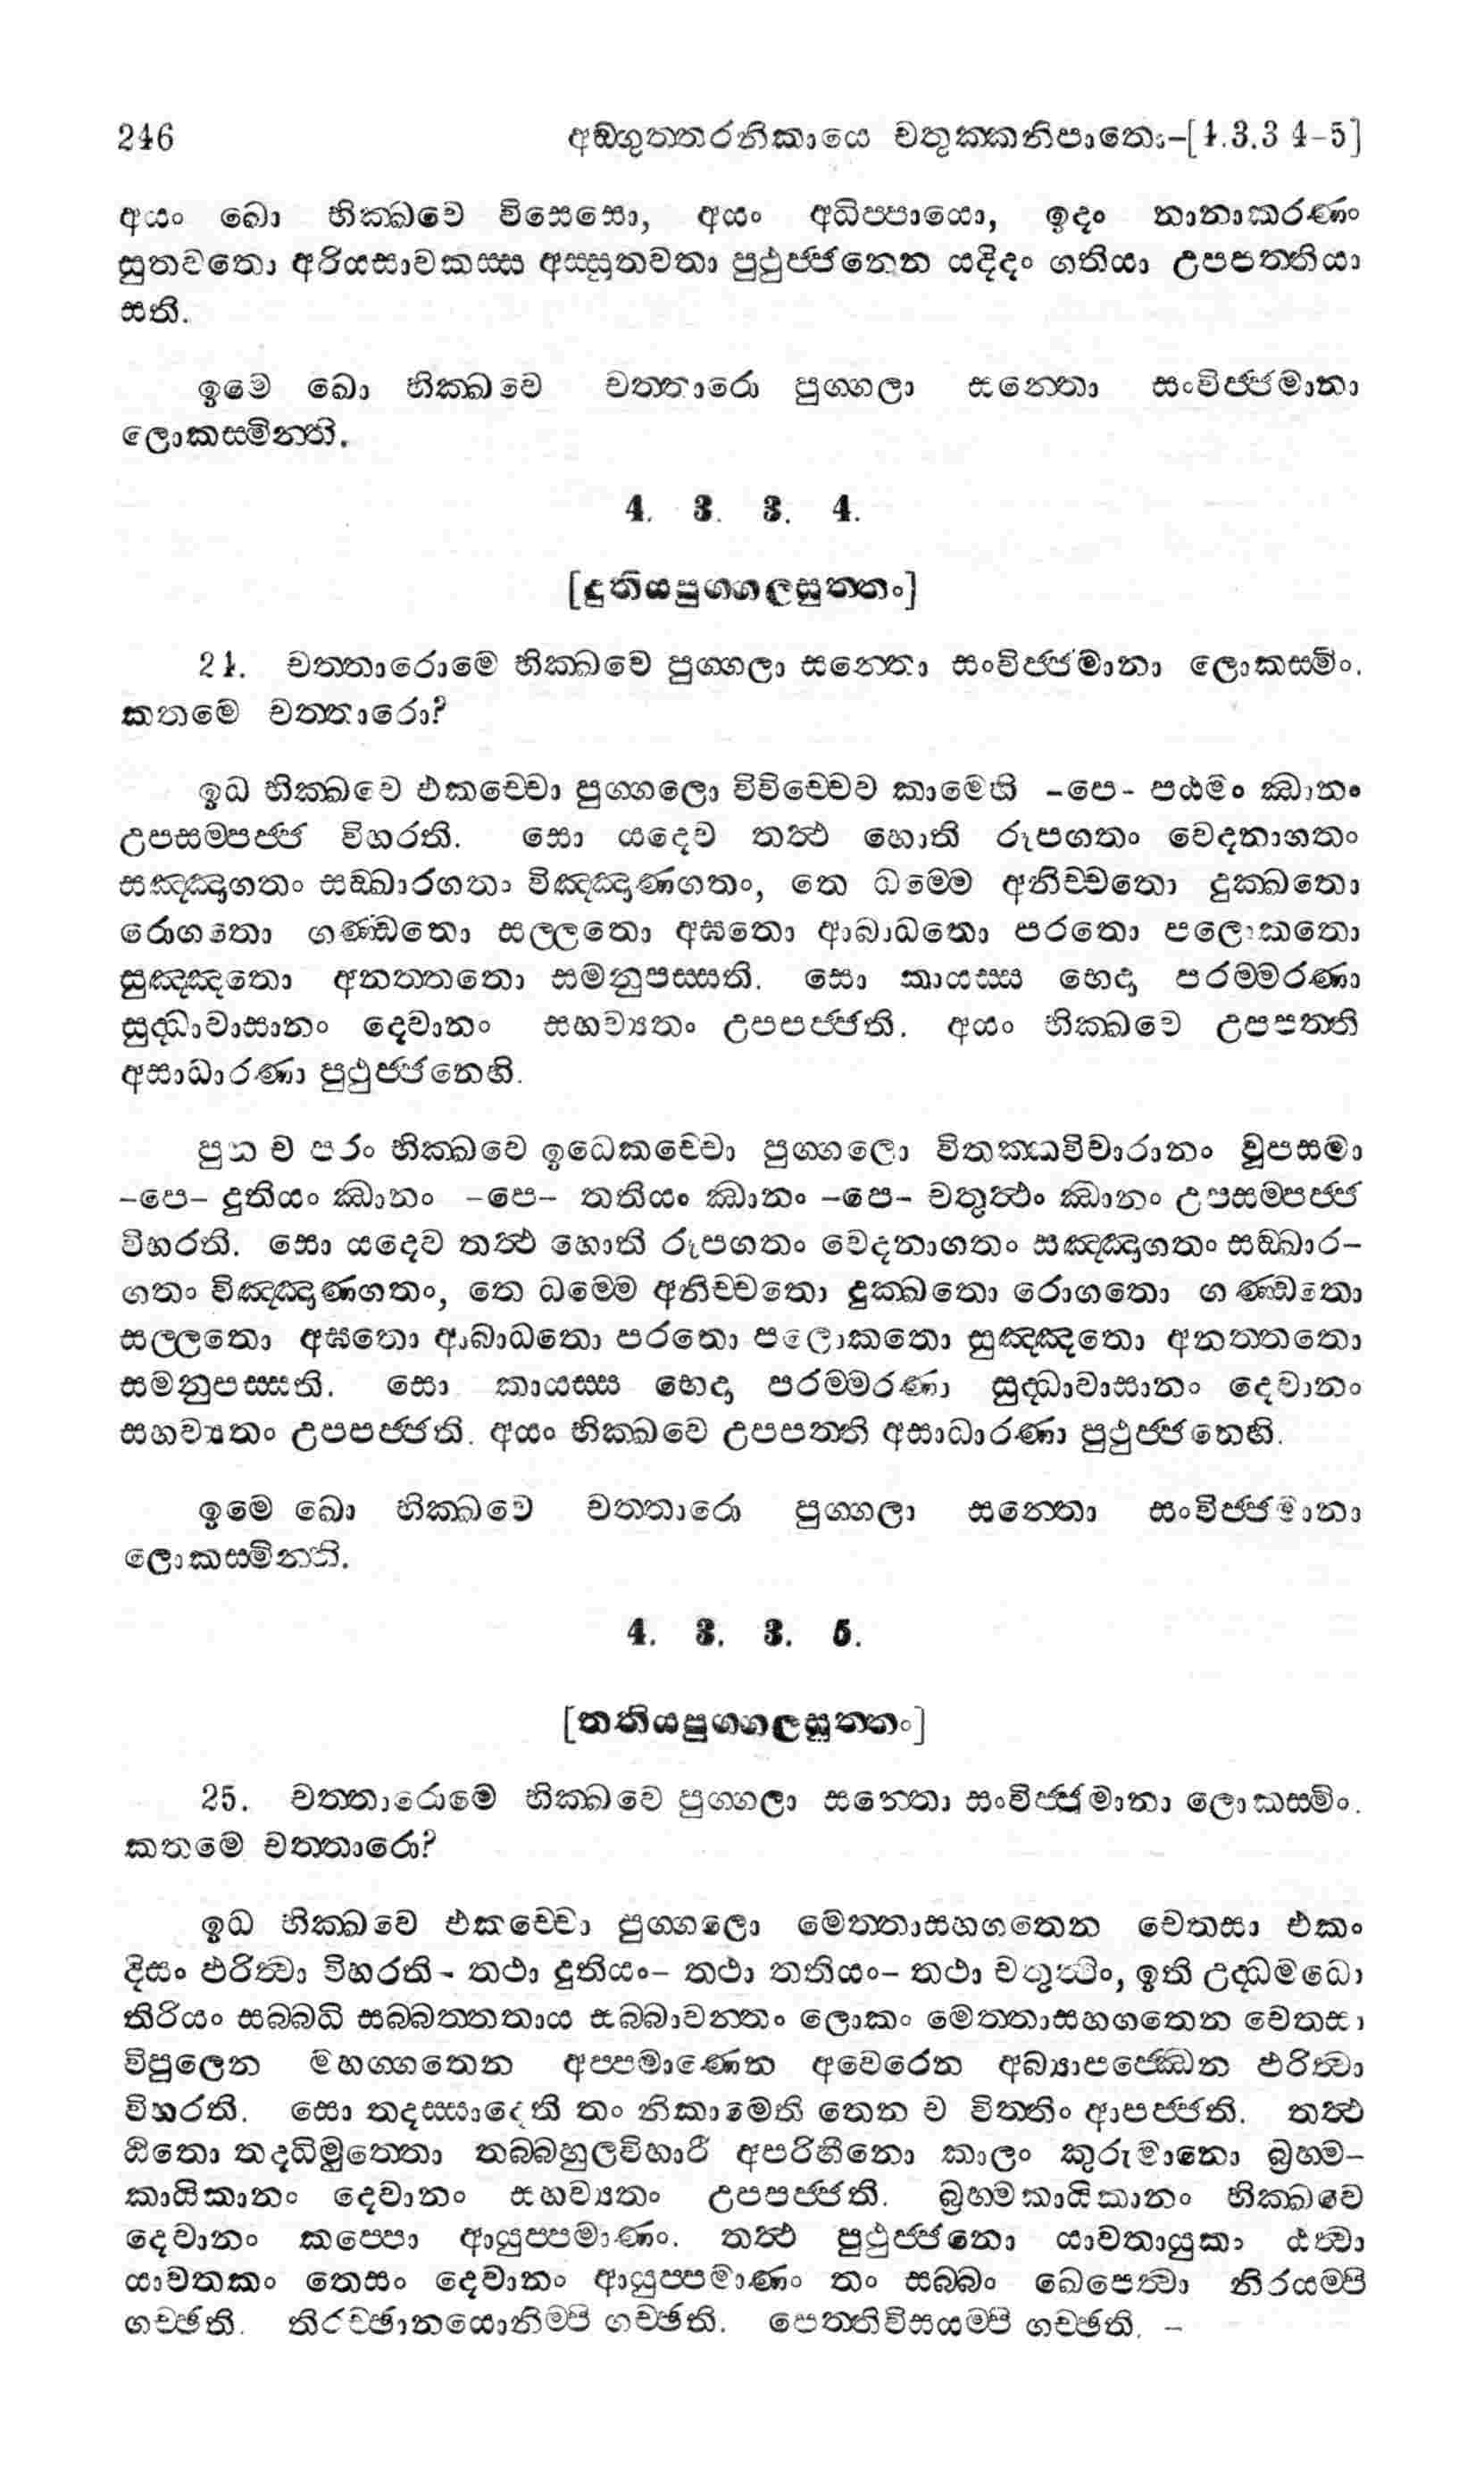 246 අඞ්ගුත්තරනිකායෙ චතුක්කනිපාතො-[4.3.3 4-5]
අයං ඛො භික්ඛවෙ විසෙසො, අයං අධිප්පායො, ඉදං නානාකරණං
සුතවතො අරියසාවකස්ස අස්සුතවතා පුථුජ්ජනෙන යදිදං ගතියා උපපත්තියා
සති.
ඉමෙ ඛො භික්ඛවෙ චත්තාරො පුග්ගලා සන්තො සංවිජ්ජමානා
ලොකස්මින්ති.
4. 3. 3. 4.
[දුතියපුග්ගලසුත්තං]
24. චත්තාරොමෙ භික්ඛවෙ පුග්ගලා සන්තො සංවිජ්ජමානා ලොකස්මිං.
කතමෙ චත්තාරො?
ඉධ භික්ඛවෙ එකච්චො පුග්ගලො විවිච්චෙව කාමෙහි -පෙ- පඨමං ඣානං
උපසම්පජ්ජ විහරති. සො යදෙව තත්ථ හොති රූපගතං වෙදනාගතං
සඤ්ඤාගතං සඞ්ඛාරගතං විඤ්ඤාණගතං, තෙ ධම්මෙ අනිච්චතො දුක්ඛතො
රොගතො ගණ්ඩතො සල්ලතො අඝතො ආබාධතො පරතො පලොකතො
සුඤ්ඤතො අනත්තතො සමනුපස්සති. සො කායස්ස භෙදා පරම්මරණා
සුද්ධාවාසානං දෙවානං සහව්‍යතං උපපජ්ජති. අයං භික්ඛවෙ උපපත්ති
අසාධාරණා පුථුජ්ජනෙහි.
පුන ච පරං භික්ඛවෙ ඉධෙකච්චො පුග්ගලො විතක්කවිචාරානං වූපසමා
-පෙ- දුතියං ඣානං -පෙ- තතියං ඣානං -පෙ- චතුත්ථං ඣානං උපසම්පජ්ජ
විහරති. සො යදෙව තත්ථ හොති රූපගතං වෙදනාගතං සඤ්ඤාගතං සඞ්ඛාර-
ගතං විඤ්ඤාණගතං, තෙ ධම්මෙ අනිච්චතො දුක්ඛතො රොගතො ගණ්ඩතො
සල්ලතො අඝතො ආබාධතො පරතො පලොකතො සුඤ්ඤතො අනත්තතො
සමනුපස්සති. සො කායස්ස භෙදා පරම්මරණා සුද්ධාවාසානං දෙවානං
සහව්‍යතං උපපජ්ජති. අයං භික්ඛවෙ උපපත්ති අසාධාරණා පුථුජ්ජනෙහි.
ඉමෙ ඛො භික්ඛවෙ චත්තාරො පුග්ගලා සන්තො සංවිජ්ජමානා
ලොකස්මින්ති.
4. 3. 3. 5.
[තතියපුග්ගලසුත්තං]
25. චත්තාරොමෙ භික්ඛවෙ පුග්ගලා සන්තො සංවිජ්ජමානා ලොකස්මිං.
කතමෙ චත්තාරො?
ඉධ භික්ඛවෙ එකච්චො පුග්ගලො මෙත්තාසහගතෙන චෙතසා එකං
දිසං ඵරිත්වා විහරති - තථා දුතියං- තථා තතියං- තථා චතුත්ථිං, ඉති උද්ධමධො
තිරියං සබ්බධි සබ්බත්තතාය සබ්බාවන්තං ලොකං මෙත්තාසහගතෙන චෙතසා
විපුලෙන මහග්ගතෙන අප්පමාණෙන අවෙරෙන අබ්‍යාපජ්ඣෙන ඵරිත්වා
විහරති. සො තදස්සාදෙති තං නිකාමෙති තෙන ච විත්තිං ආපජ්ජති. තත්ථ
ඨිතො තදධිමුත්තො තබ්බහුලවිහාරී අපරිහීනො කාලං කුරුමානො බ්‍රහ්ම-
කායිකානං දෙවානං සහව්‍යතං උපපජ්ජති. බ්‍රහ්මකායිකානං භික්ඛවෙ
දෙවානං කප්පො ආයුප්පමාණං. තත්ථ පුථුජ්ජනො යාවතායුකං ඨත්වා
යාවතකං තෙසං දෙවානං ආයුප්පමාණං තං සබ්බං ඛෙපෙත්වා නිරයම්පි
ගච්ඡති. තිරච්ඡානයොනිම්පි ගච්ඡති. පෙත්තිවිසයම්පි ගච්ඡති. -